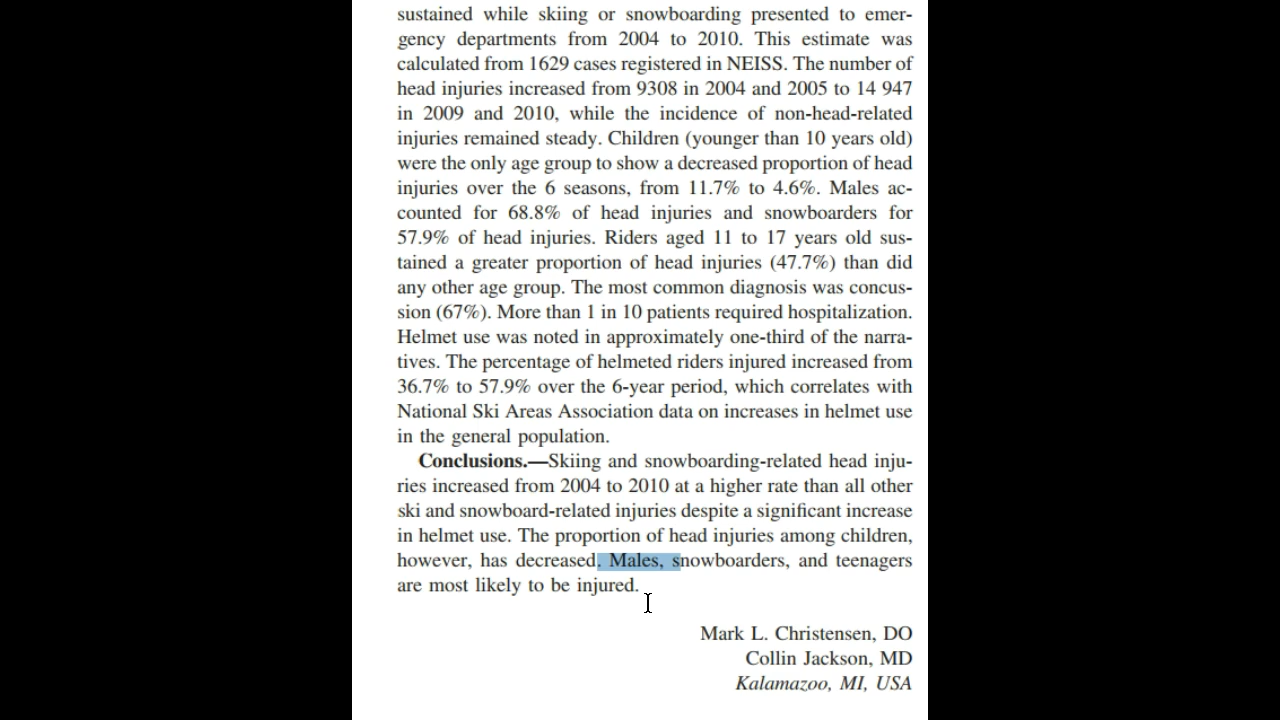 sustained while skiing or snowboarding presented to emer-
gency departments from 2004 to 2010. This estimate was
calculated from 1629 cases registered in NEISS. The number of
head injuries increased from 9308 in 2004 and 2005 to 14 947
in 2009 and 2010, while the incidence of non-head-related
injuries remained steady. Children (younger than 10 years old)
were the only age group to show a decreased proportion of head
injuries over the 6 seasons, from 11.7% to 4.6%. Males ac-
counted for 68.8% of head injuries and snowboarders for
57.9% of head injuries. Riders aged 11 to 17 years old sus-
tained a greater proportion of head injuries (47.7%) than did
any other age group. The most common diagnosis was concus-
sion (67%). More than 1 in 10 patients required hospitalization.
Helmet use was noted in approximately one-third of the narra-
tives. The percentage of helmeted riders injured increased from
36.7% to 57.9% over the 6-year period, which correlates with
National Ski Areas Association data on increases in helmet use
in the general population.
Conclusions.—Skiing and snowboarding-related head inju-
ries increased from 2004 to 2010 at a higher rate than all other
ski and snowboard-related injuries despite a significant increase
in helmet use. The proportion of head injuries among children,
however, has decreased. Males, snowboarders, and teenagers
are most likely to be injured.
Mark L. Christensen, DO
Collin Jackson, MD
Kalamazoo, MI, USA